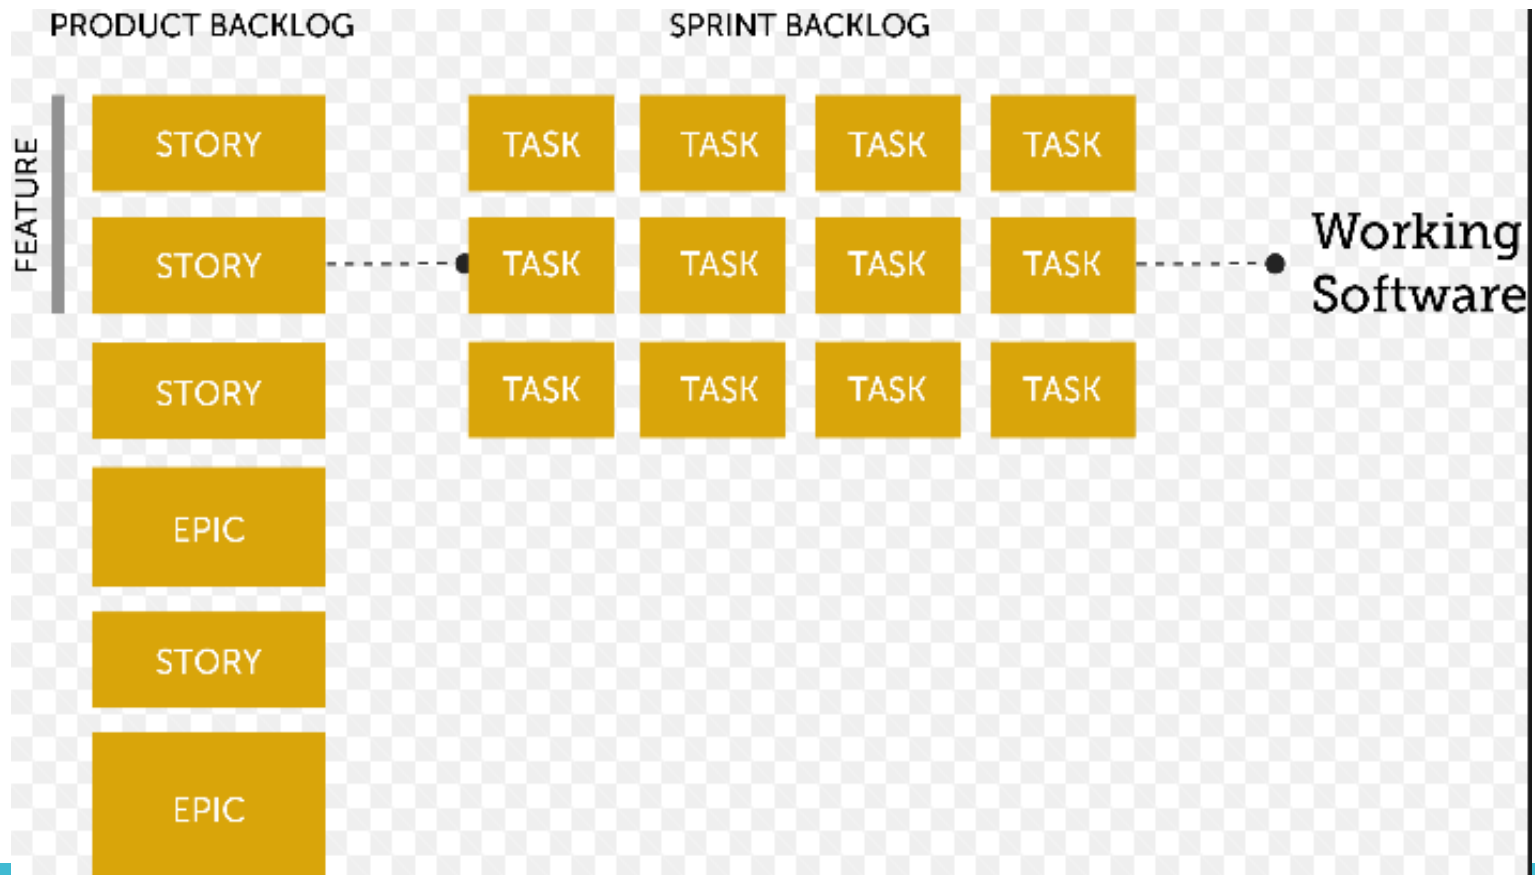 PRODUCT BACKLOG
SPRINT BACKLOG
FEATURE
STORY
TASK
TASK
TASK
TASK
STORY
TASK
TASK
TASK
TASK
Working
Software
STORY
TASK
TASK
TASK
TASK
EPIC
STORY
EPIC